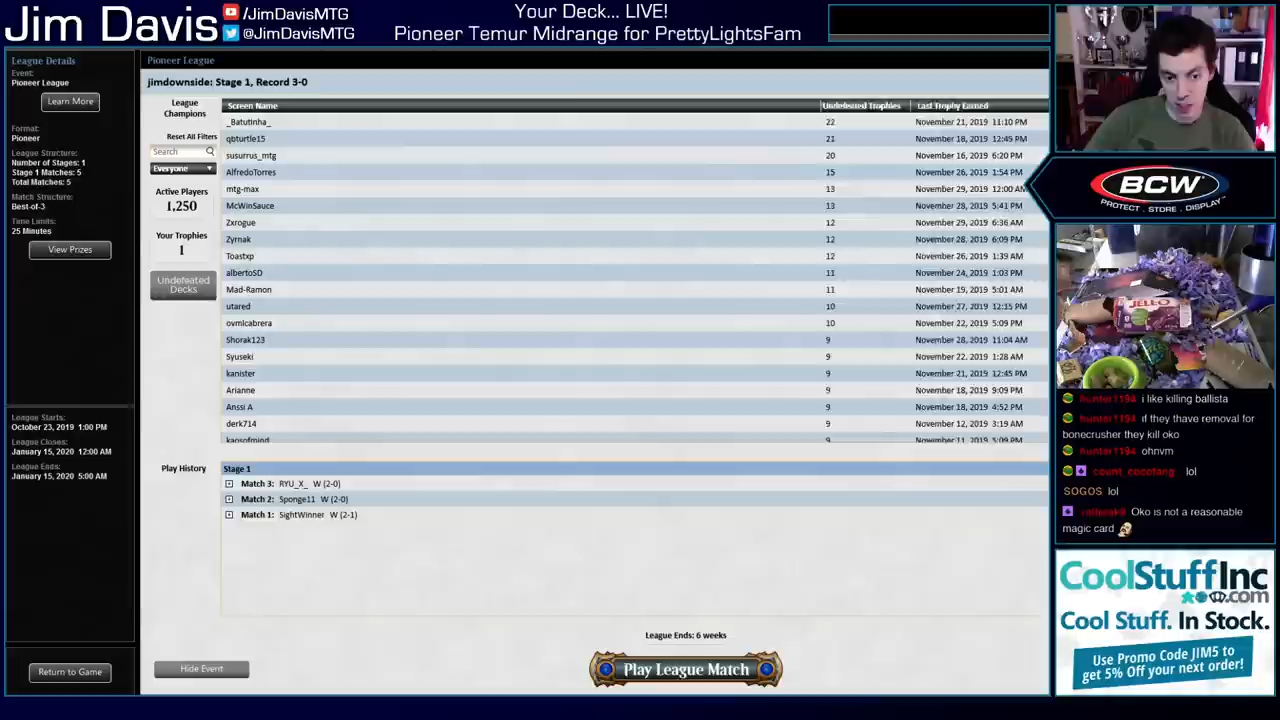 Jim Davis
/JimDavisMTG
@JimDavisMTG
Your Deck... LIVE!
Pioneer Temur Midrange for PrettyLightsFam
League Details
Event:
Pioneer League
Learn More
Format:
Pioneer
League Structure:
Number of Stages: 1
Stage 1 Matches: 5
Total Matches: 5
Match Structure:
Best-of-3
Time Limits:
25 Minutes
View Prizes
League Starts:
October 23, 2019 1:00 PM
League Closes:
January 15, 2020 12:00 AM
League Ends:
January 15, 2020 5:00 AM
Return to Game
Pioneer League
jimdownside: Stage 1, Record 3-0
League Champions
Reset All Filters
Search
Everyone
Active Players
1,250
Your Trophies
1
Undefeated Decks
Screen Name Undefeated Trophies Last Trophy Earned
_Batutinha_ 22 November 21, 2019 11:10 PM
qbturtle15 21 November 18, 2019 12:45 PM
susurrus_mtg 20 November 16, 2019 6:20 PM
AlfredoTorres 15 November 26, 2019 1:54 PM
mtg-max 13 November 29, 2019 12:00 AM
McWinSauce 13 November 28, 2019 5:41 PM
Zxrogue 12 November 29, 2019 6:36 AM
Zyrnak 12 November 28, 2019 6:09 PM
Toastxp 12 November 26, 2019 1:39 AM
albertoSD 11 November 24, 2019 1:03 PM
Mad-Ramon 11 November 19, 2019 5:01 AM
utared 10 November 27, 2019 12:15 PM
ovmlcabrera 10 November 22, 2019 5:09 PM
Shorak123 9 November 28, 2019 11:04 AM
Syuseki 9 November 22, 2019 1:28 AM
kanister 9 November 21, 2019 12:45 PM
Arianne 9 November 18, 2019 9:09 PM
Anssi A 9 November 18, 2019 4:52 PM
derk714 9 November 12, 2019 3:19 AM
kaosofmind 9 November 11, 2019 5:09 PM
Play History
Stage 1
Match 3: RYU_X_ W (2-0)
Match 2: Sponge11 W (2-0)
Match 1: SightWinner W (2-1)
League Ends: 6 weeks
Hide Event
Play League Match
BCW
PROTECT . STORE . DISPLAY
JELL-O
hunter1194 i like killing ballista
hunter1194 if they thave removal for
bonecrusher they kill oko
hunter1194 ohnvm
count_cocofang lol
SOGOS lol
Oko is not a reasonable
magic card
CoolStuffInc
.com
Cool Stuff. In Stock.
Use Promo Code JIM5 to
get 5% Off your next order!